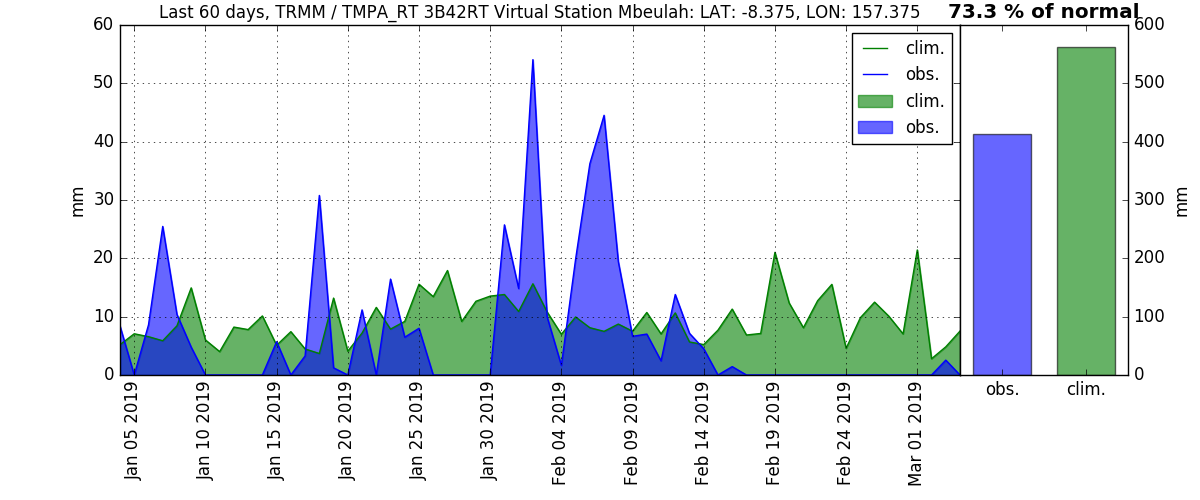 Last 60 days, TRMM / TMPA_RT 3B42RT Virtual Station Mbeulah: LAT: -8.375, LON: 157.375
73.3 % of normal
60
50
40
30
20
10
0
mm
clim.
obs.
clim.
obs.
600
500
400
300
200
100
0
mm
Jan 05 2019
Jan 10 2019
Jan 15 2019
Jan 20 2019
Jan 25 2019
Jan 30 2019
Feb 04 2019
Feb 09 2019
Feb 14 2019
Feb 19 2019
Feb 24 2019
Mar 01 2019
obs.
clim.